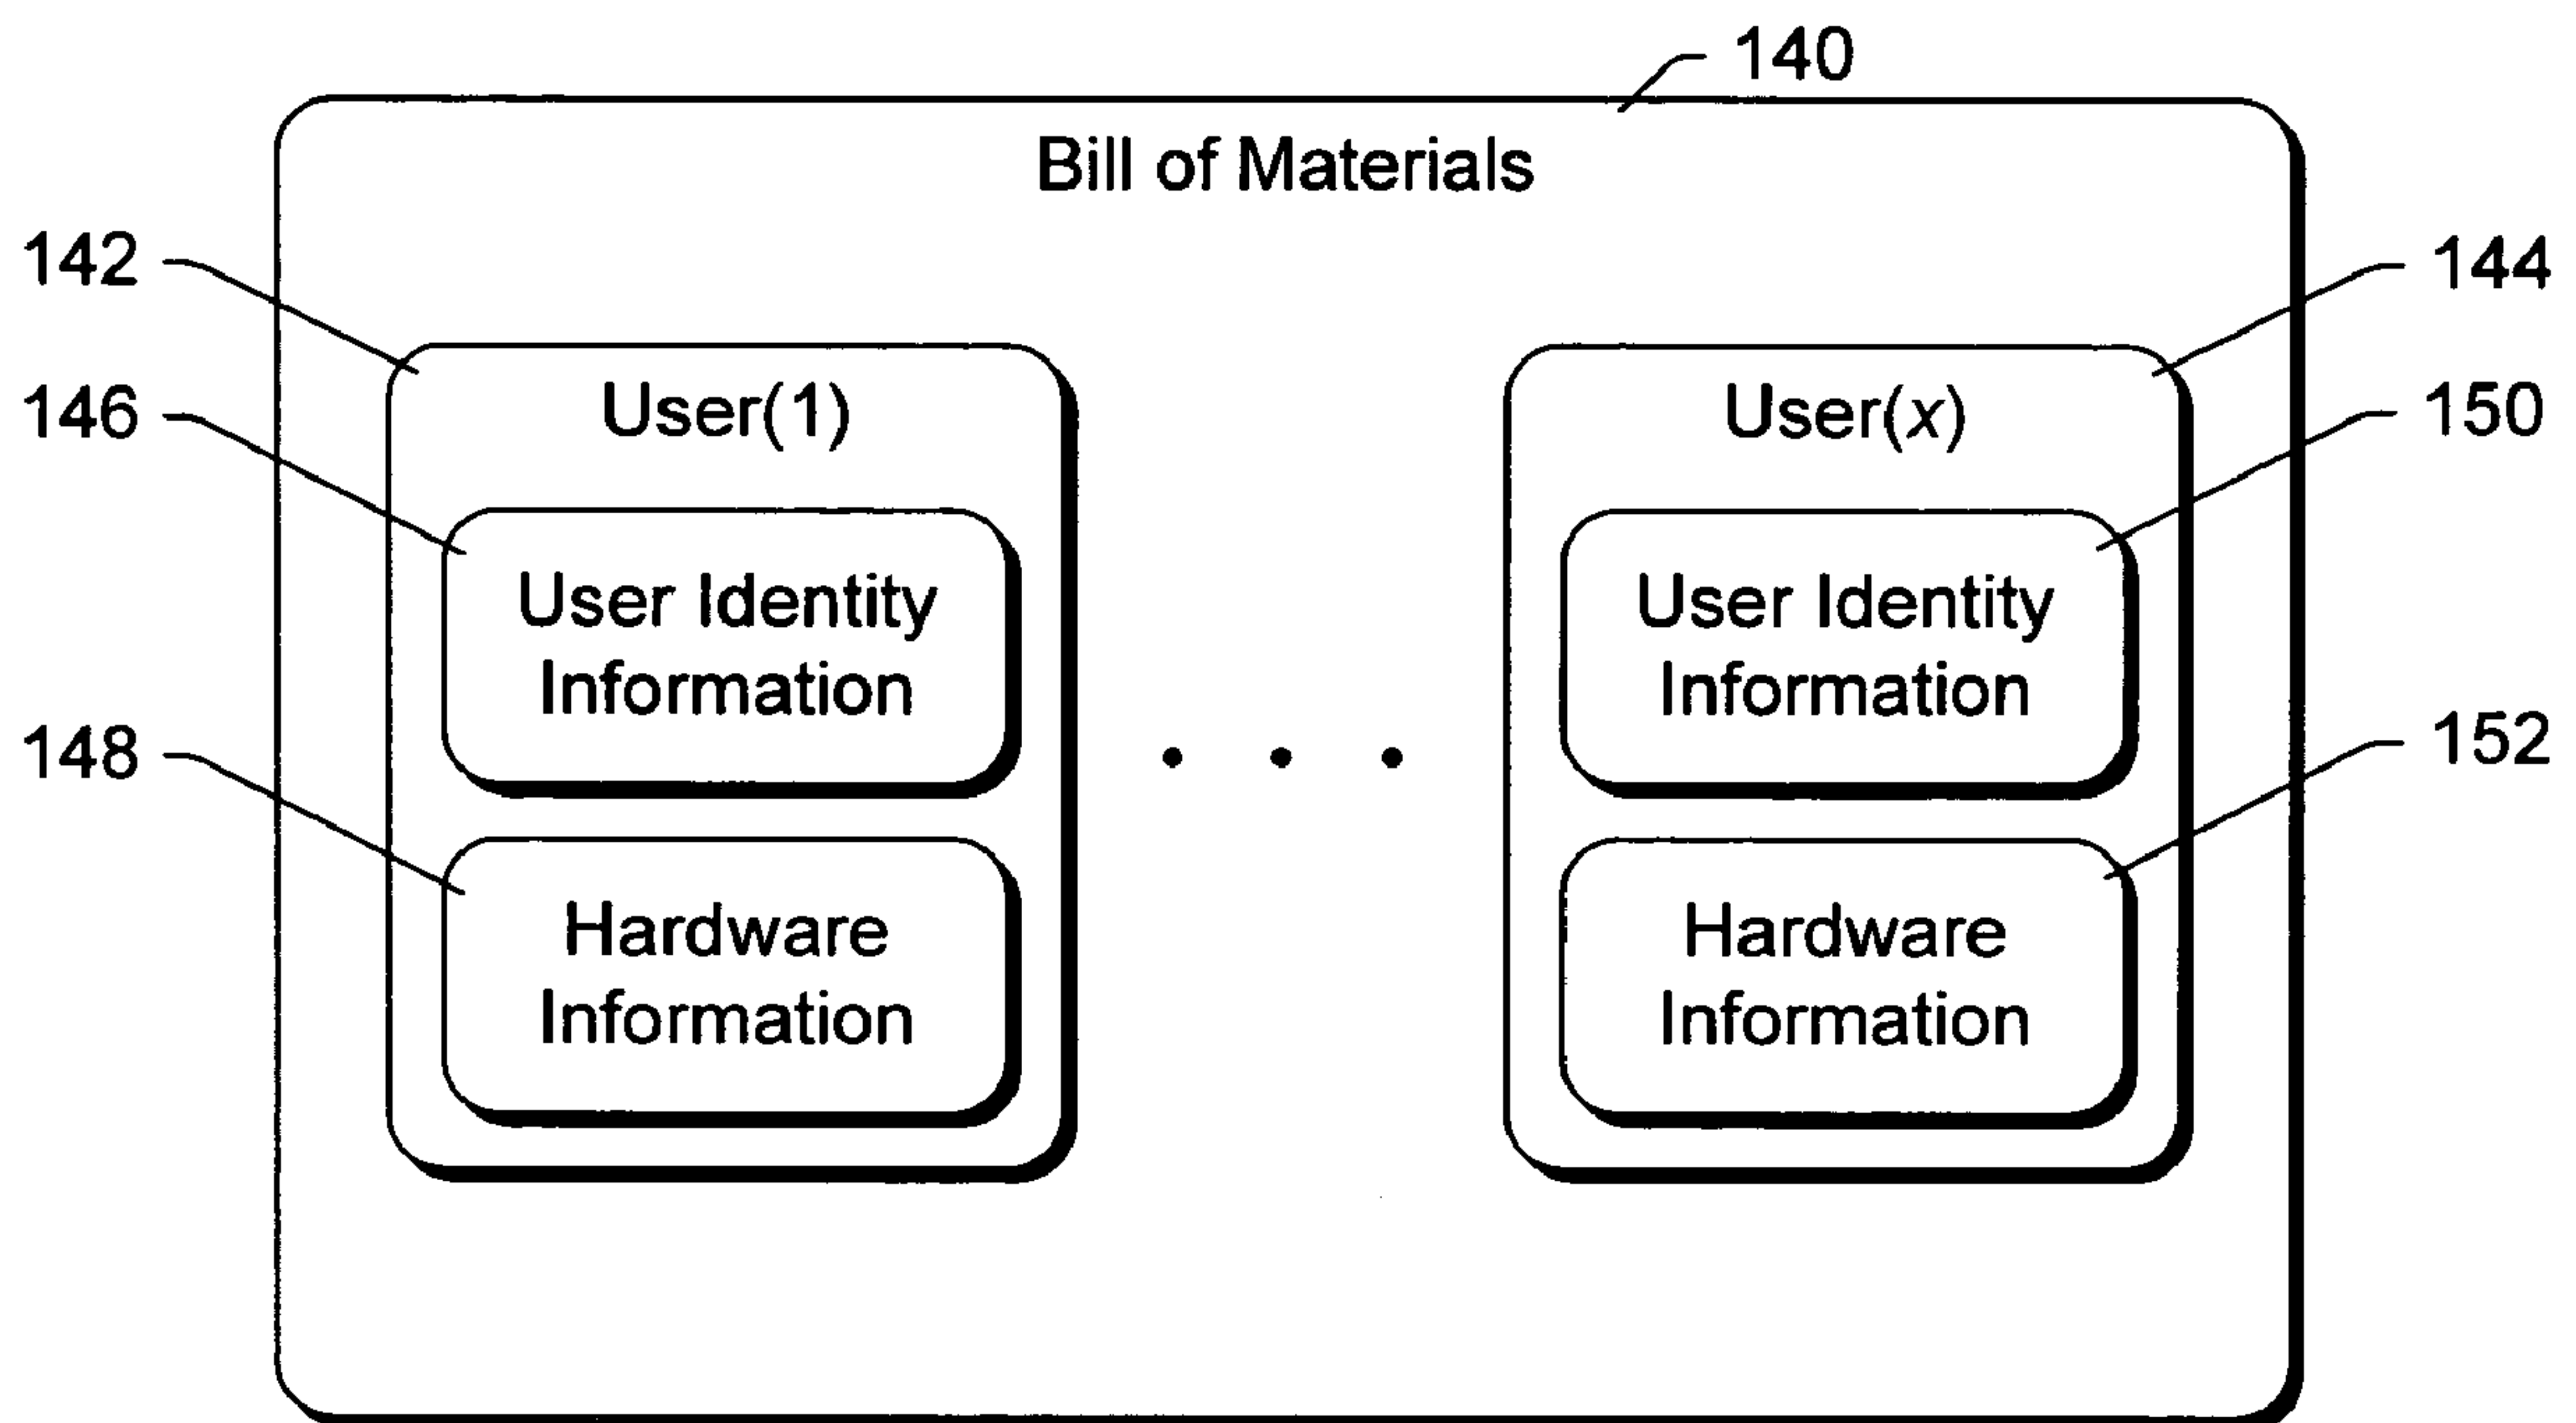 140
Bill of Materials
142
144
User(1)
User(x)
146
150
User Identity
Information
User Identity
Information
148
152
Hardware
Information
Hardware
Information